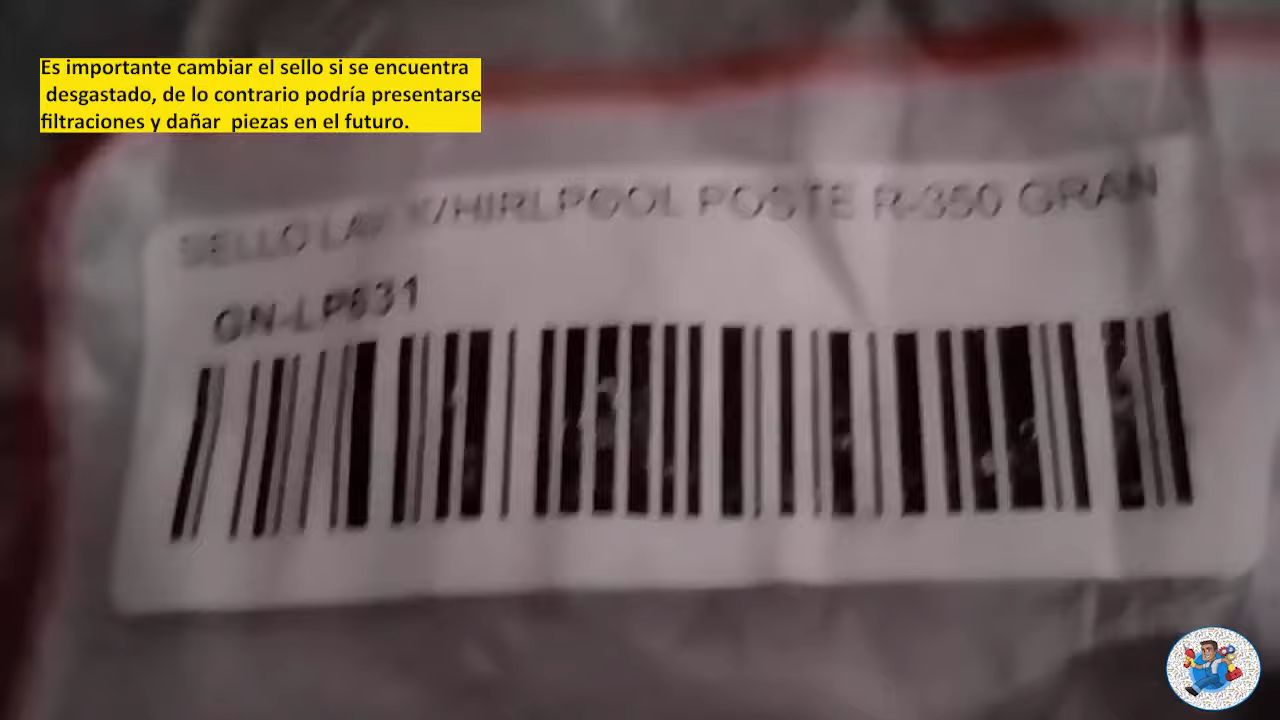 Es importante cambiar el sello si se encuentra
desgastado, de lo contrario podría presentarse
filtraciones y dañar piezas en el futuro.
SELLO LAV WHIRLPOOL POSTE R-350 GRAN
GN-LP631